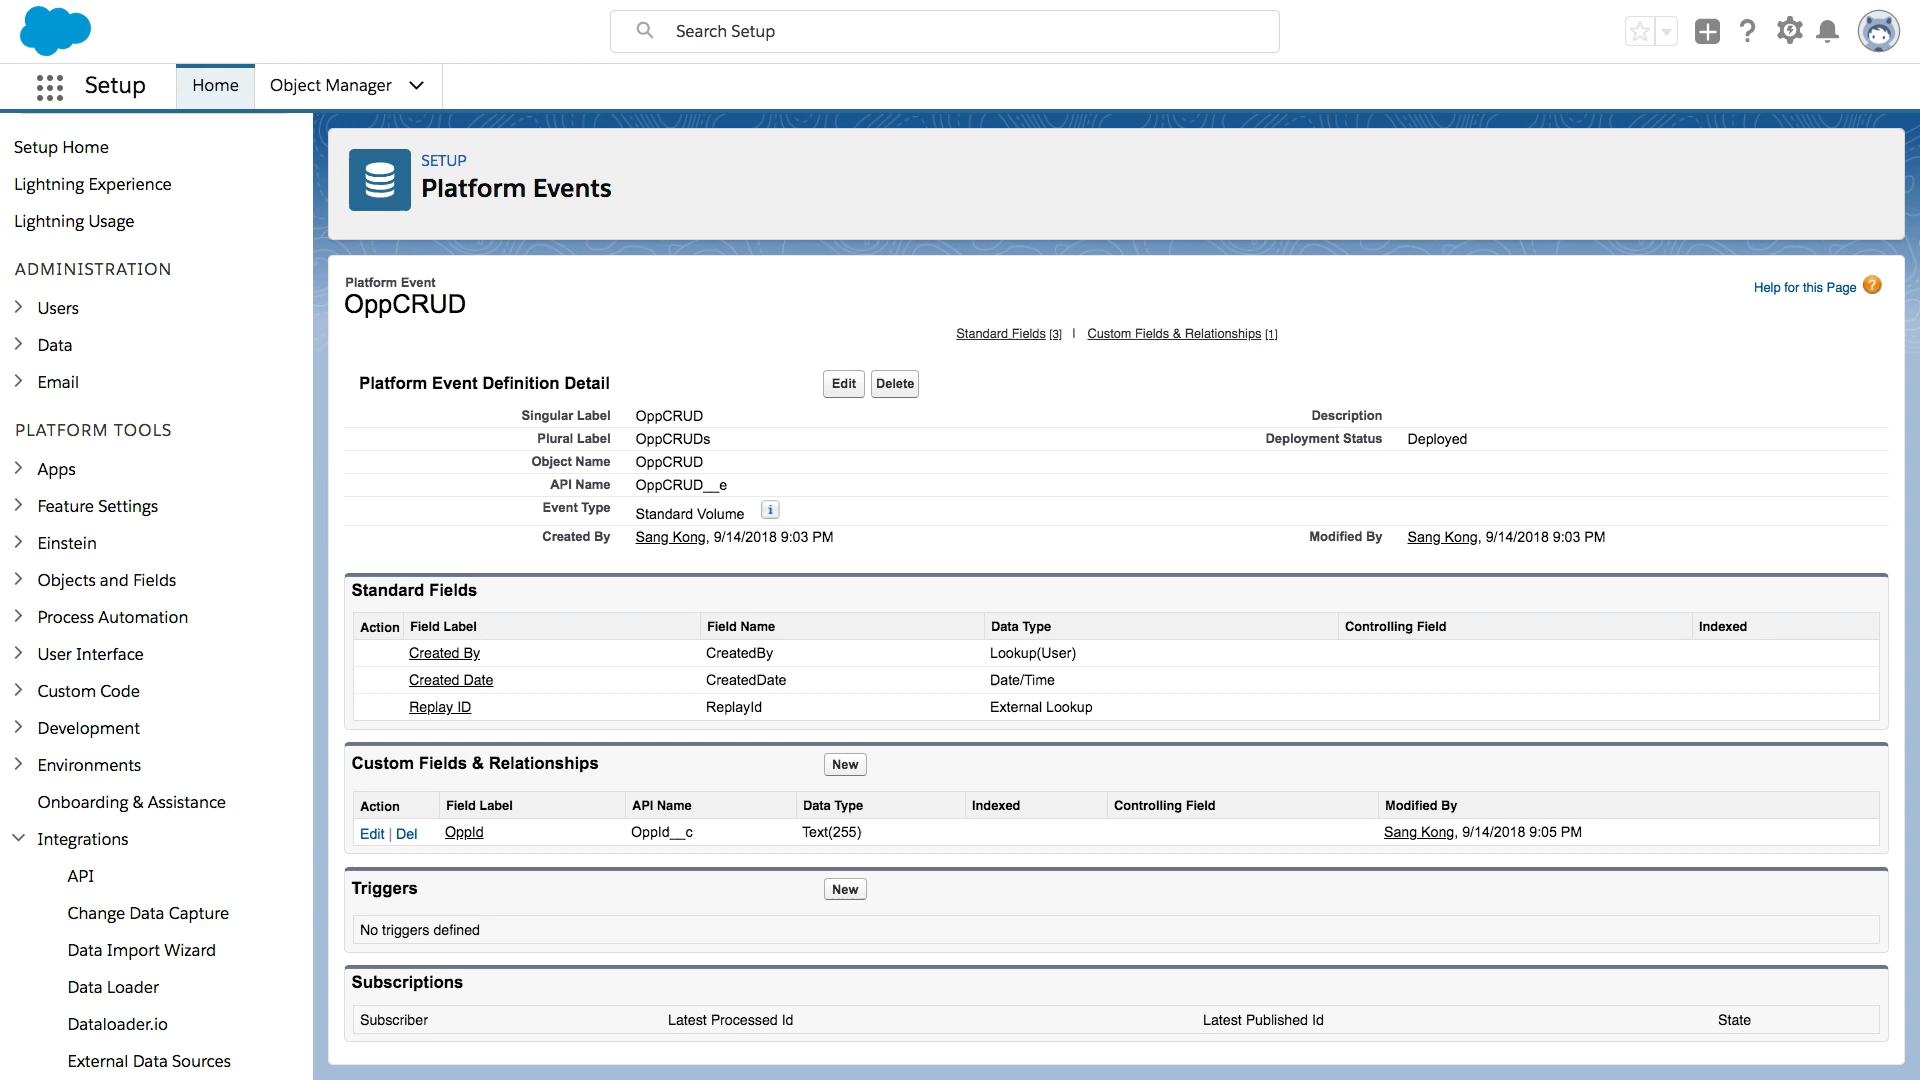 Search Setup
Setup
Home
Object Manager
Setup Home
Lightning Experience
Lightning Usage
ADMINISTRATION
Users
Data
Email
PLATFORM TOOLS
Apps
Feature Settings
Einstein
Objects and Fields
Process Automation
User Interface
Custom Code
Development
Environments
Onboarding & Assistance
Integrations
API
Change Data Capture
Data Import Wizard
Data Loader
Dataloader.io
External Data Sources
SETUP
Platform Events
Platform Event
OppCRUD
Help for this Page ?
Standard Fields [3] | Custom Fields & Relationships [1]
Platform Event Definition Detail Edit Delete
Singular Label OppCRUD Description
Plural Label OppCRUDs Deployment Status Deployed
Object Name OppCRUD
API Name OppCRUD__e
Event Type Standard Volume i
Created By Sang Kong, 9/14/2018 9:03 PM Modified By Sang Kong, 9/14/2018 9:03 PM
Standard Fields
Action Field Label Field Name Data Type Controlling Field Indexed
Created By CreatedBy Lookup(User)
Created Date CreatedDate Date/Time
Replay ID ReplayId External Lookup
Custom Fields & Relationships New
Action Field Label API Name Data Type Indexed Controlling Field Modified By
Edit | Del OppId OppId__c Text(255) Sang Kong, 9/14/2018 9:05 PM
Triggers New
No triggers defined
Subscriptions
Subscriber Latest Processed Id Latest Published Id State